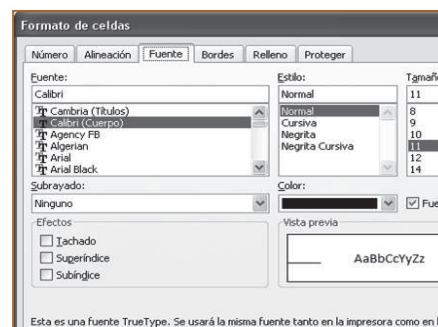 Formato de celdas
Número Alineación Fuente Bordes Relleno Proteger
Fuente: Estilo: Tamañ
Calibri Normal 11
Cambria (Títulos) Normal 8
Calibri (Cuerpo) Cursiva 9
Agency FB Negrita 10
Algerian Negrita Cursiva 11
Arial 12
Arial Black 14
Subrayado: Color:
Ninguno Fue
Efectos Vista previa
Tachado
Superíndice AaBbCcYyZz
Subíndice
Esta es una fuente TrueType. Se usará la misma fuente tanto en la impresora como en